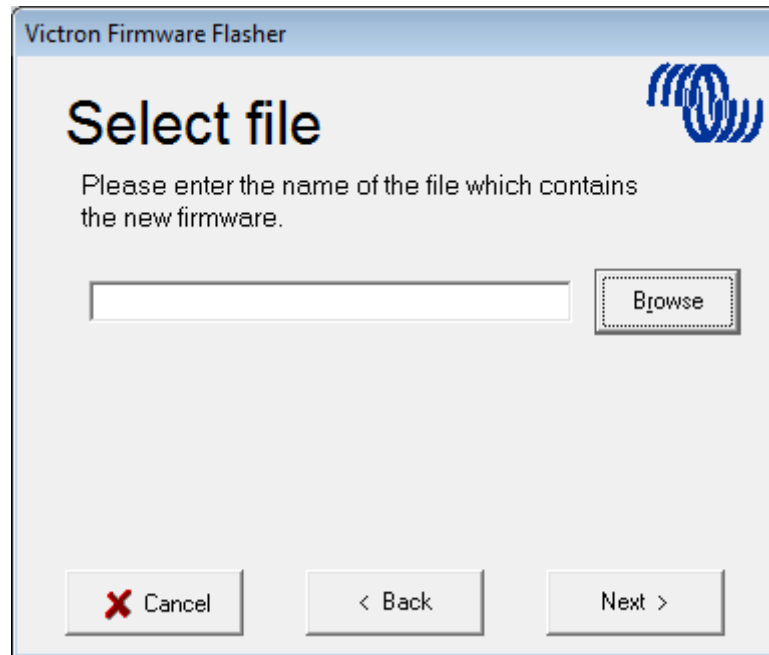 Victron Firmware Flasher
Select file
Please enter the name of the file which contains
the new firmware.
Browse
Cancel
< Back
Next >